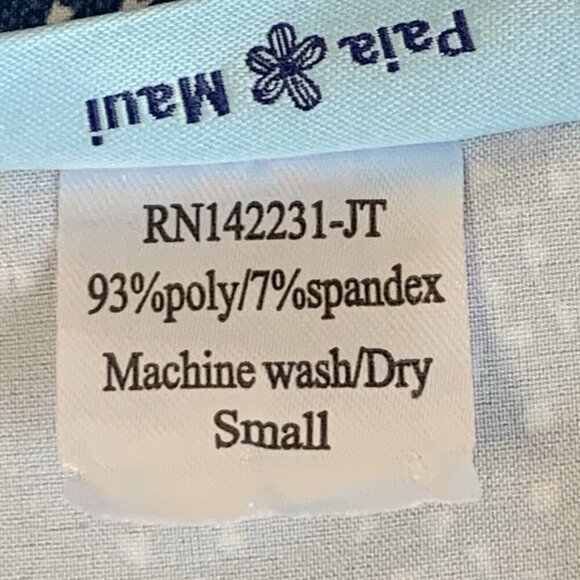 Paia Maui
RN142231-JT
93%poly/7%spandex
Machine wash/Dry
Small